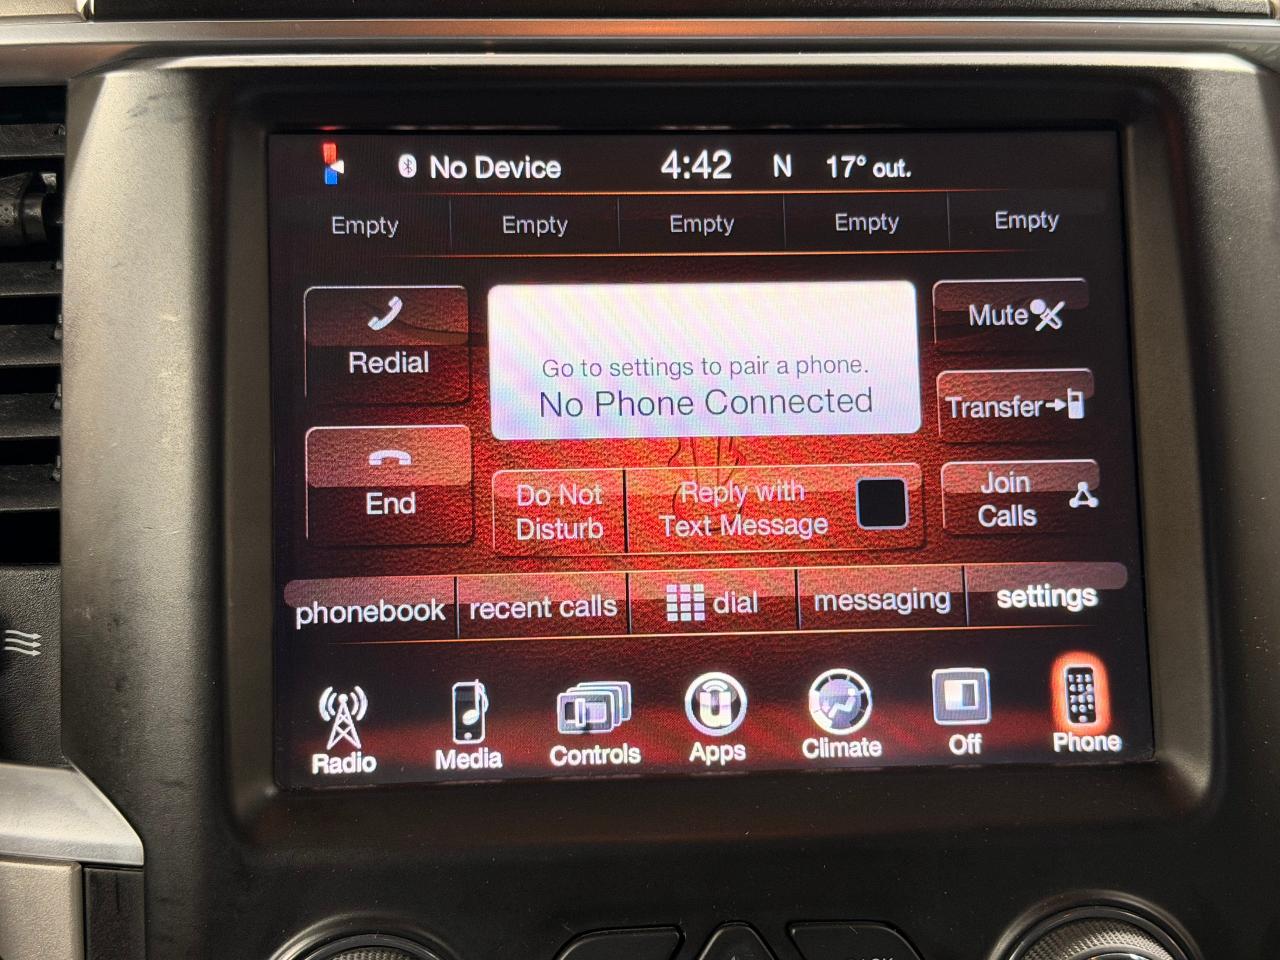 No Device 4:42 N 17° out.
Empty Empty Empty Empty Empty
Redial
Go to settings to pair a phone.
No Phone Connected
Mute
Transfer
End
Do Not
Disturb
Reply with
Text Message
Join
Calls
phonebook recent calls dial messaging settings
Radio Media Controls Apps Climate Off Phone